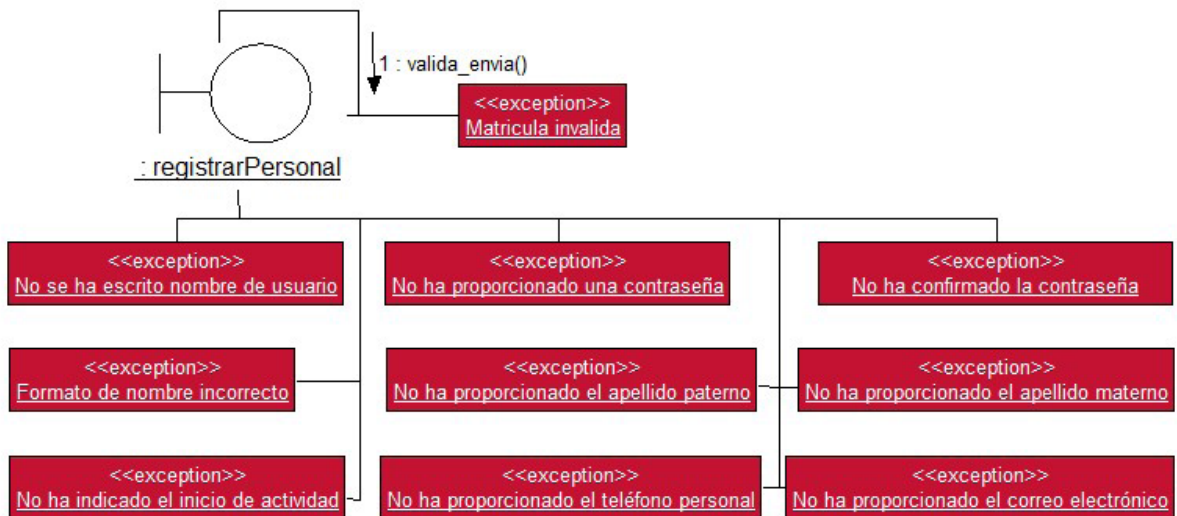 1 : valida_envia()
<<exception>>
Matricula invalida
: registrarPersonal
<<exception>>
No se ha escrito nombre de usuario
<<exception>>
No ha proporcionado una contraseña
<<exception>>
No ha confirmado la contraseña
<<exception>>
Formato de nombre incorrecto
<<exception>>
No ha proporcionado el apellido paterno
<<exception>>
No ha proporcionado el apellido materno
<<exception>>
No ha indicado el inicio de actividad
<<exception>>
No ha proporcionado el teléfono personal
<<exception>>
No ha proporcionado el correo electrónico